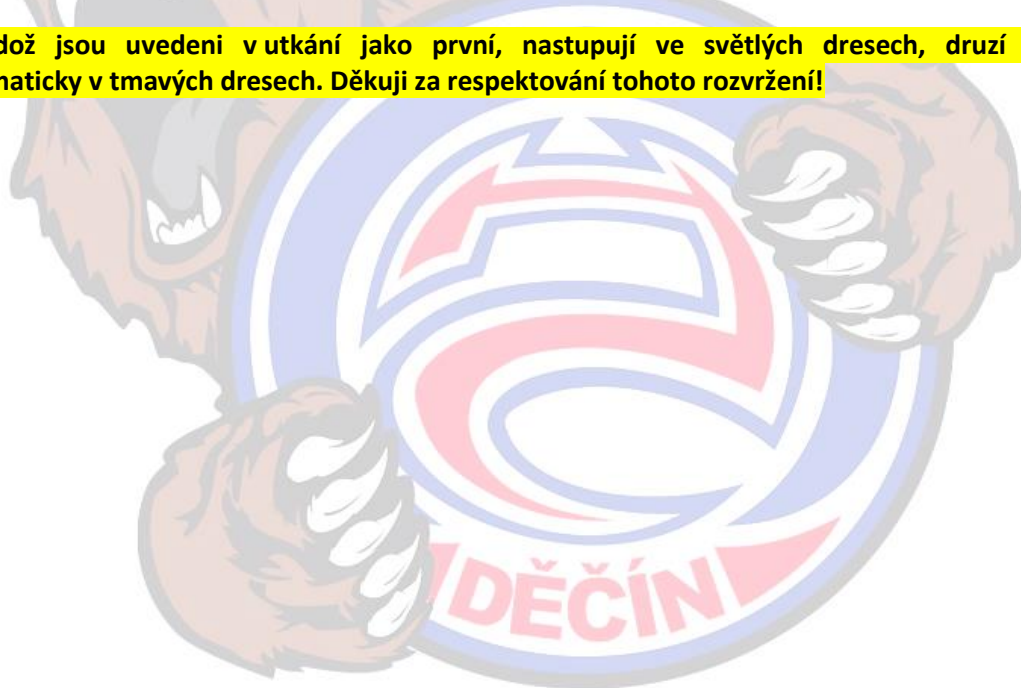 dož jsou uvedeni v utkání jako první, nastupují ve světlých dresech, druzí
maticky v tmavých dresech. Děkuji za respektování tohoto rozvržení!
DĚČÍN